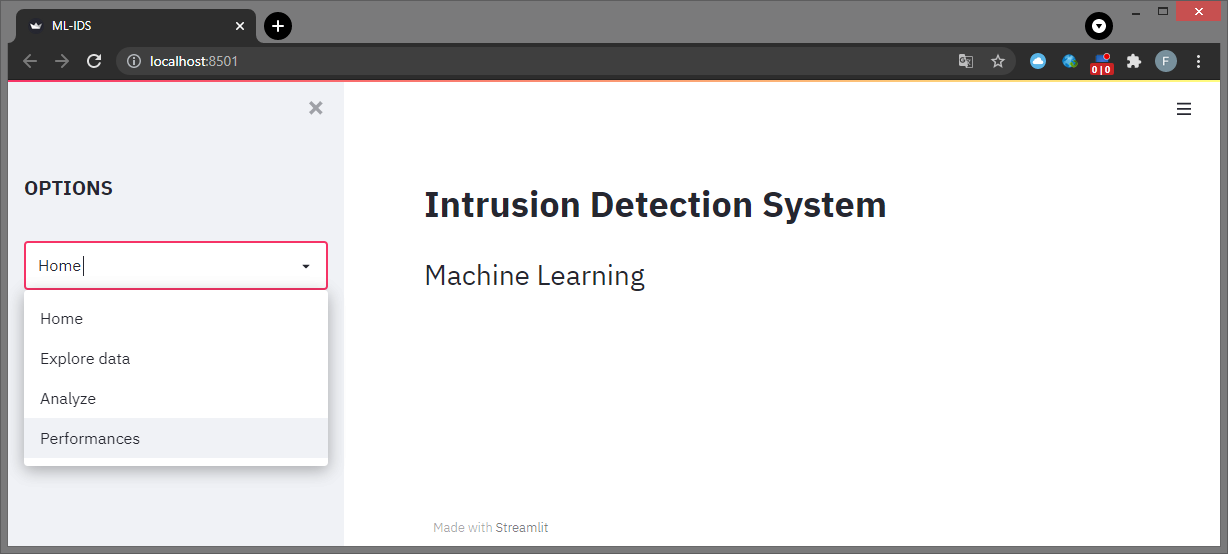 ML-IDS
localhost:8501
0|0
F
OPTIONS
Home
Home
Explore data
Analyze
Performances
Intrusion Detection System
Machine Learning
Made with Streamlit